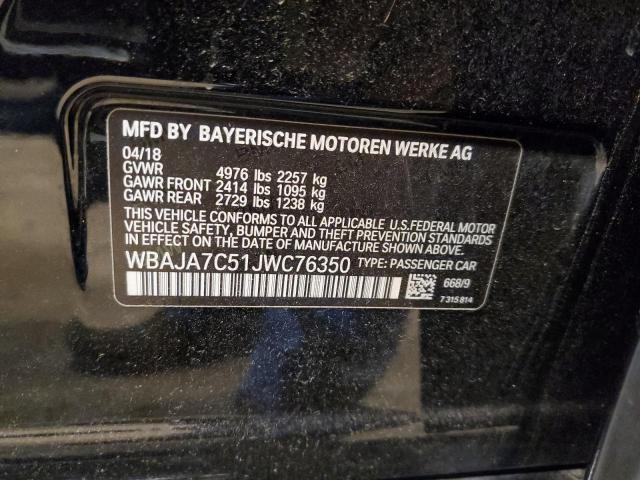 MFD BY BAYERISCHE MOTOREN WERKE AG
04/18
GVWR 4976 lbs 2257 kg
GAWR FRONT 2414 lbs 1095 kg
GAWR REAR 2729 lbs 1238 kg
THIS VEHICLE CONFORMS TO ALL APPLICABLE U.S.FEDERAL MOTOR
VEHICLE SAFETY, BUMPER AND THEFT PREVENTION STANDARDS
IN EFFECT ON THE DATE OF MANUFACTURE SHOWN ABOVE.
WBAJA7C51JWC76350 TYPE: PASSENGER CAR
668/9
7315814